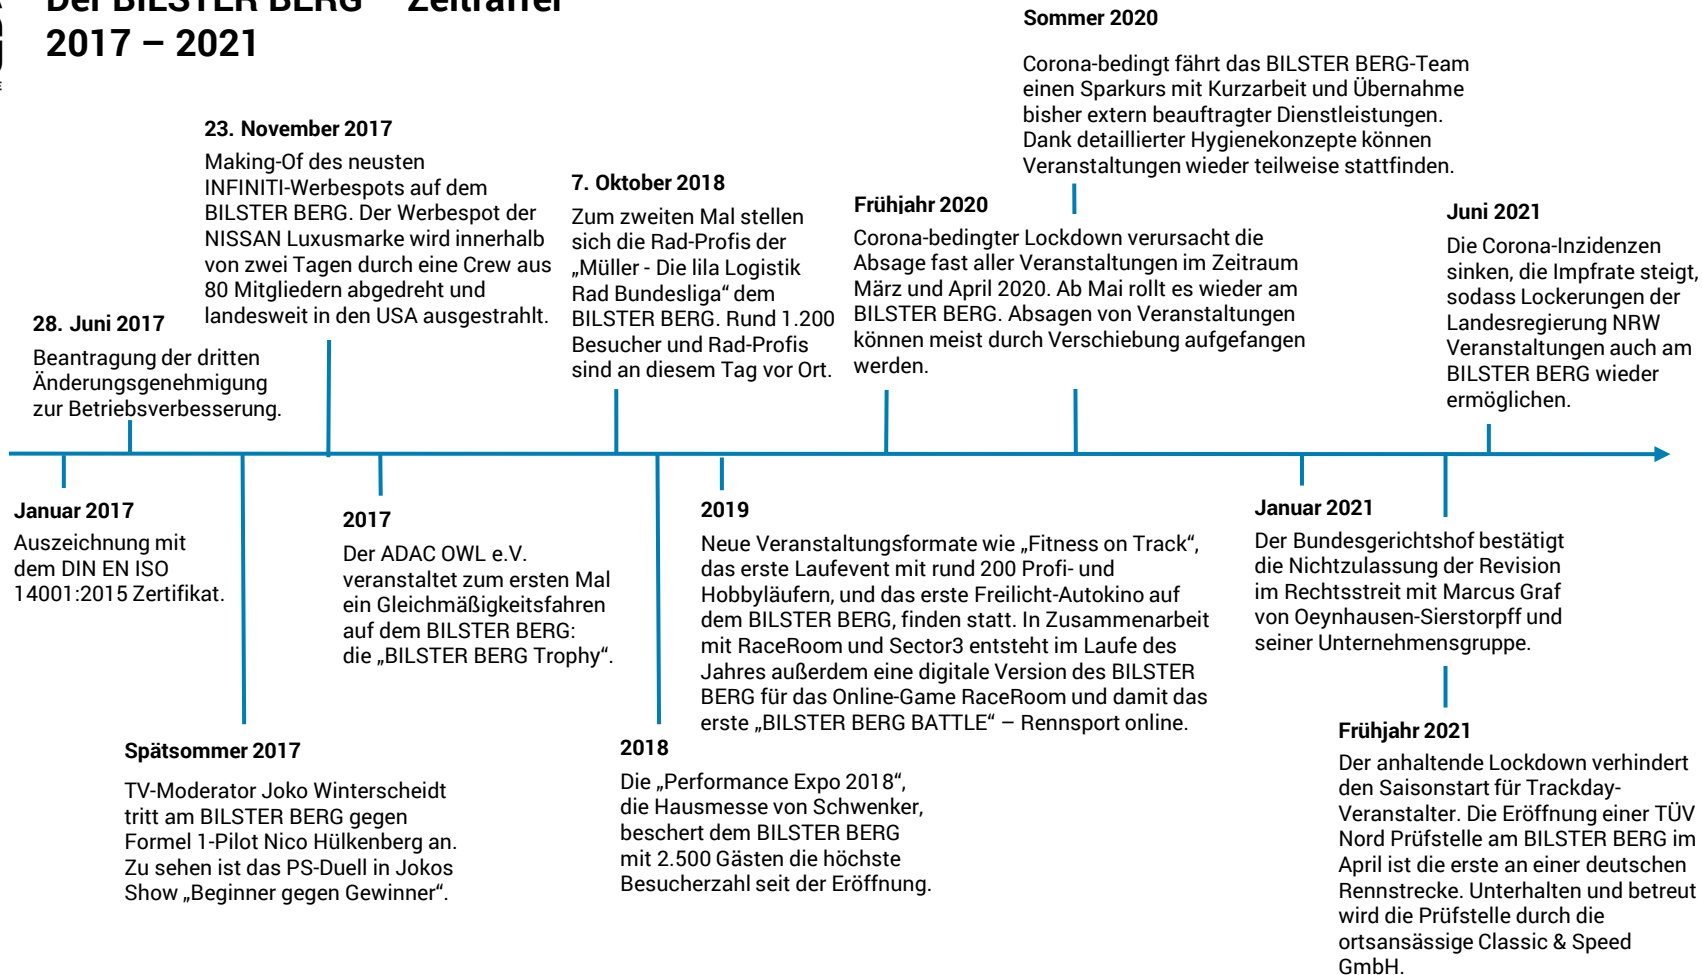 Der BILSTER BERG – Zeitraffer
2017 – 2021
Sommer 2020
Corona-bedingt fährt das BILSTER BERG-Team
einen Sparkurs mit Kurzarbeit und Übernahme
bisher extern beauftragter Dienstleistungen.
Dank detaillierter Hygienekonzepte können
Veranstaltungen wieder teilweise stattfinden.
23. November 2017
Making-Of des neusten
INFINITI-Werbespots auf dem
BILSTER BERG. Der Werbespot der
NISSAN Luxusmarke wird innerhalb
von zwei Tagen durch eine Crew aus
80 Mitgliedern abgedreht und
landesweit in den USA ausgestrahlt.
7. Oktober 2018
Zum zweiten Mal stellen
sich die Rad-Profis der
„Müller - Die lila Logistik
Rad Bundesliga“ dem
BILSTER BERG. Rund 1.200
Besucher und Rad-Profis
sind an diesem Tag vor Ort.
Frühjahr 2020
Corona-bedingter Lockdown verursacht die
Absage fast aller Veranstaltungen im Zeitraum
März und April 2020. Ab Mai rollt es wieder am
BILSTER BERG. Absagen von Veranstaltungen
können meist durch Verschiebung aufgefangen
werden.
Juni 2021
Die Corona-Inzidenzen
sinken, die Impfrate steigt,
sodass Lockerungen der
Landesregierung NRW
Veranstaltungen auch am
BILSTER BERG wieder
ermöglichen.
28. Juni 2017
Beantragung der dritten
Änderungsgenehmigung
zur Betriebsverbesserung.
Januar 2017
Auszeichnung mit
dem DIN EN ISO
14001:2015 Zertifikat.
2017
Der ADAC OWL e.V.
veranstaltet zum ersten Mal
ein Gleichmäßigkeitsfahren
auf dem BILSTER BERG:
die „BILSTER BERG Trophy“.
2019
Neue Veranstaltungsformate wie „Fitness on Track“,
das erste Laufevent mit rund 200 Profi- und
Hobbyläufern, und das erste Freilicht-Autokino auf
dem BILSTER BERG, finden statt. In Zusammenarbeit
mit RaceRoom und Sector3 entsteht im Laufe des
Jahres außerdem eine digitale Version des BILSTER
BERG für das Online-Game RaceRoom und damit das
erste „BILSTER BERG BATTLE“ – Rennsport online.
Januar 2021
Der Bundesgerichtshof bestätigt
die Nichtzulassung der Revision
im Rechtsstreit mit Marcus Graf
von Oeynhausen-Sierstorpff und
seiner Unternehmensgruppe.
Spätsommer 2017
TV-Moderator Joko Winterscheidt
tritt am BILSTER BERG gegen
Formel 1-Pilot Nico Hülkenberg an.
Zu sehen ist das PS-Duell in Jokos
Show „Beginner gegen Gewinner“.
2018
Die „Performance Expo 2018“,
die Hausmesse von Schwenker,
beschert dem BILSTER BERG
mit 2.500 Gästen die höchste
Besucherzahl seit der Eröffnung.
Frühjahr 2021
Der anhaltende Lockdown verhindert
den Saisonstart für Trackday-
Veranstalter. Die Eröffnung einer TÜV
Nord Prüfstelle am BILSTER BERG im
April ist die erste an einer deutschen
Rennstrecke. Unterhalten und betreut
wird die Prüfstelle durch die
ortsansässige Classic & Speed
GmbH.